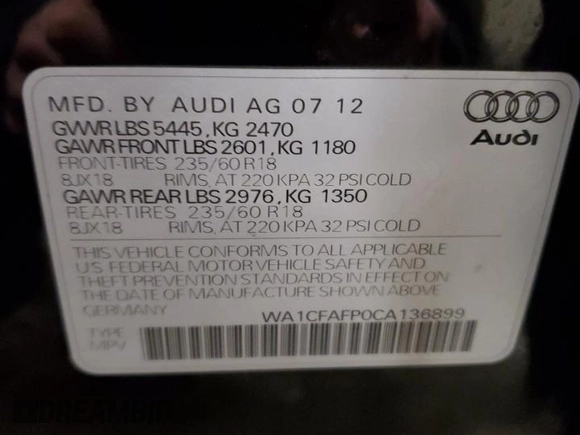 MFD. BY AUDI AG 07 12
GVWR LBS 5445, KG 2470
GAWR FRONT LBS 2601, KG 1180
FRONT-TIRES 235/60 R18
8JX18 RIMS, AT 220 KPA 32 PSI COLD
GAWR REAR LBS 2976, KG 1350
REAR-TIRES 235/60 R18
8JX18 RIMS, AT 220 KPA 32 PSI COLD
Audi
THIS VEHICLE CONFORMS TO ALL APPLICABLE
U.S. FEDERAL MOTOR VEHICLE SAFETY AND
THEFT PREVENTION STANDARDS IN EFFECT ON
THE DATE OF MANUFACTURE SHOWN ABOVE.
GERMANY
WA1CFAFP0CA136899
TYPE
MPV
DREAMBID